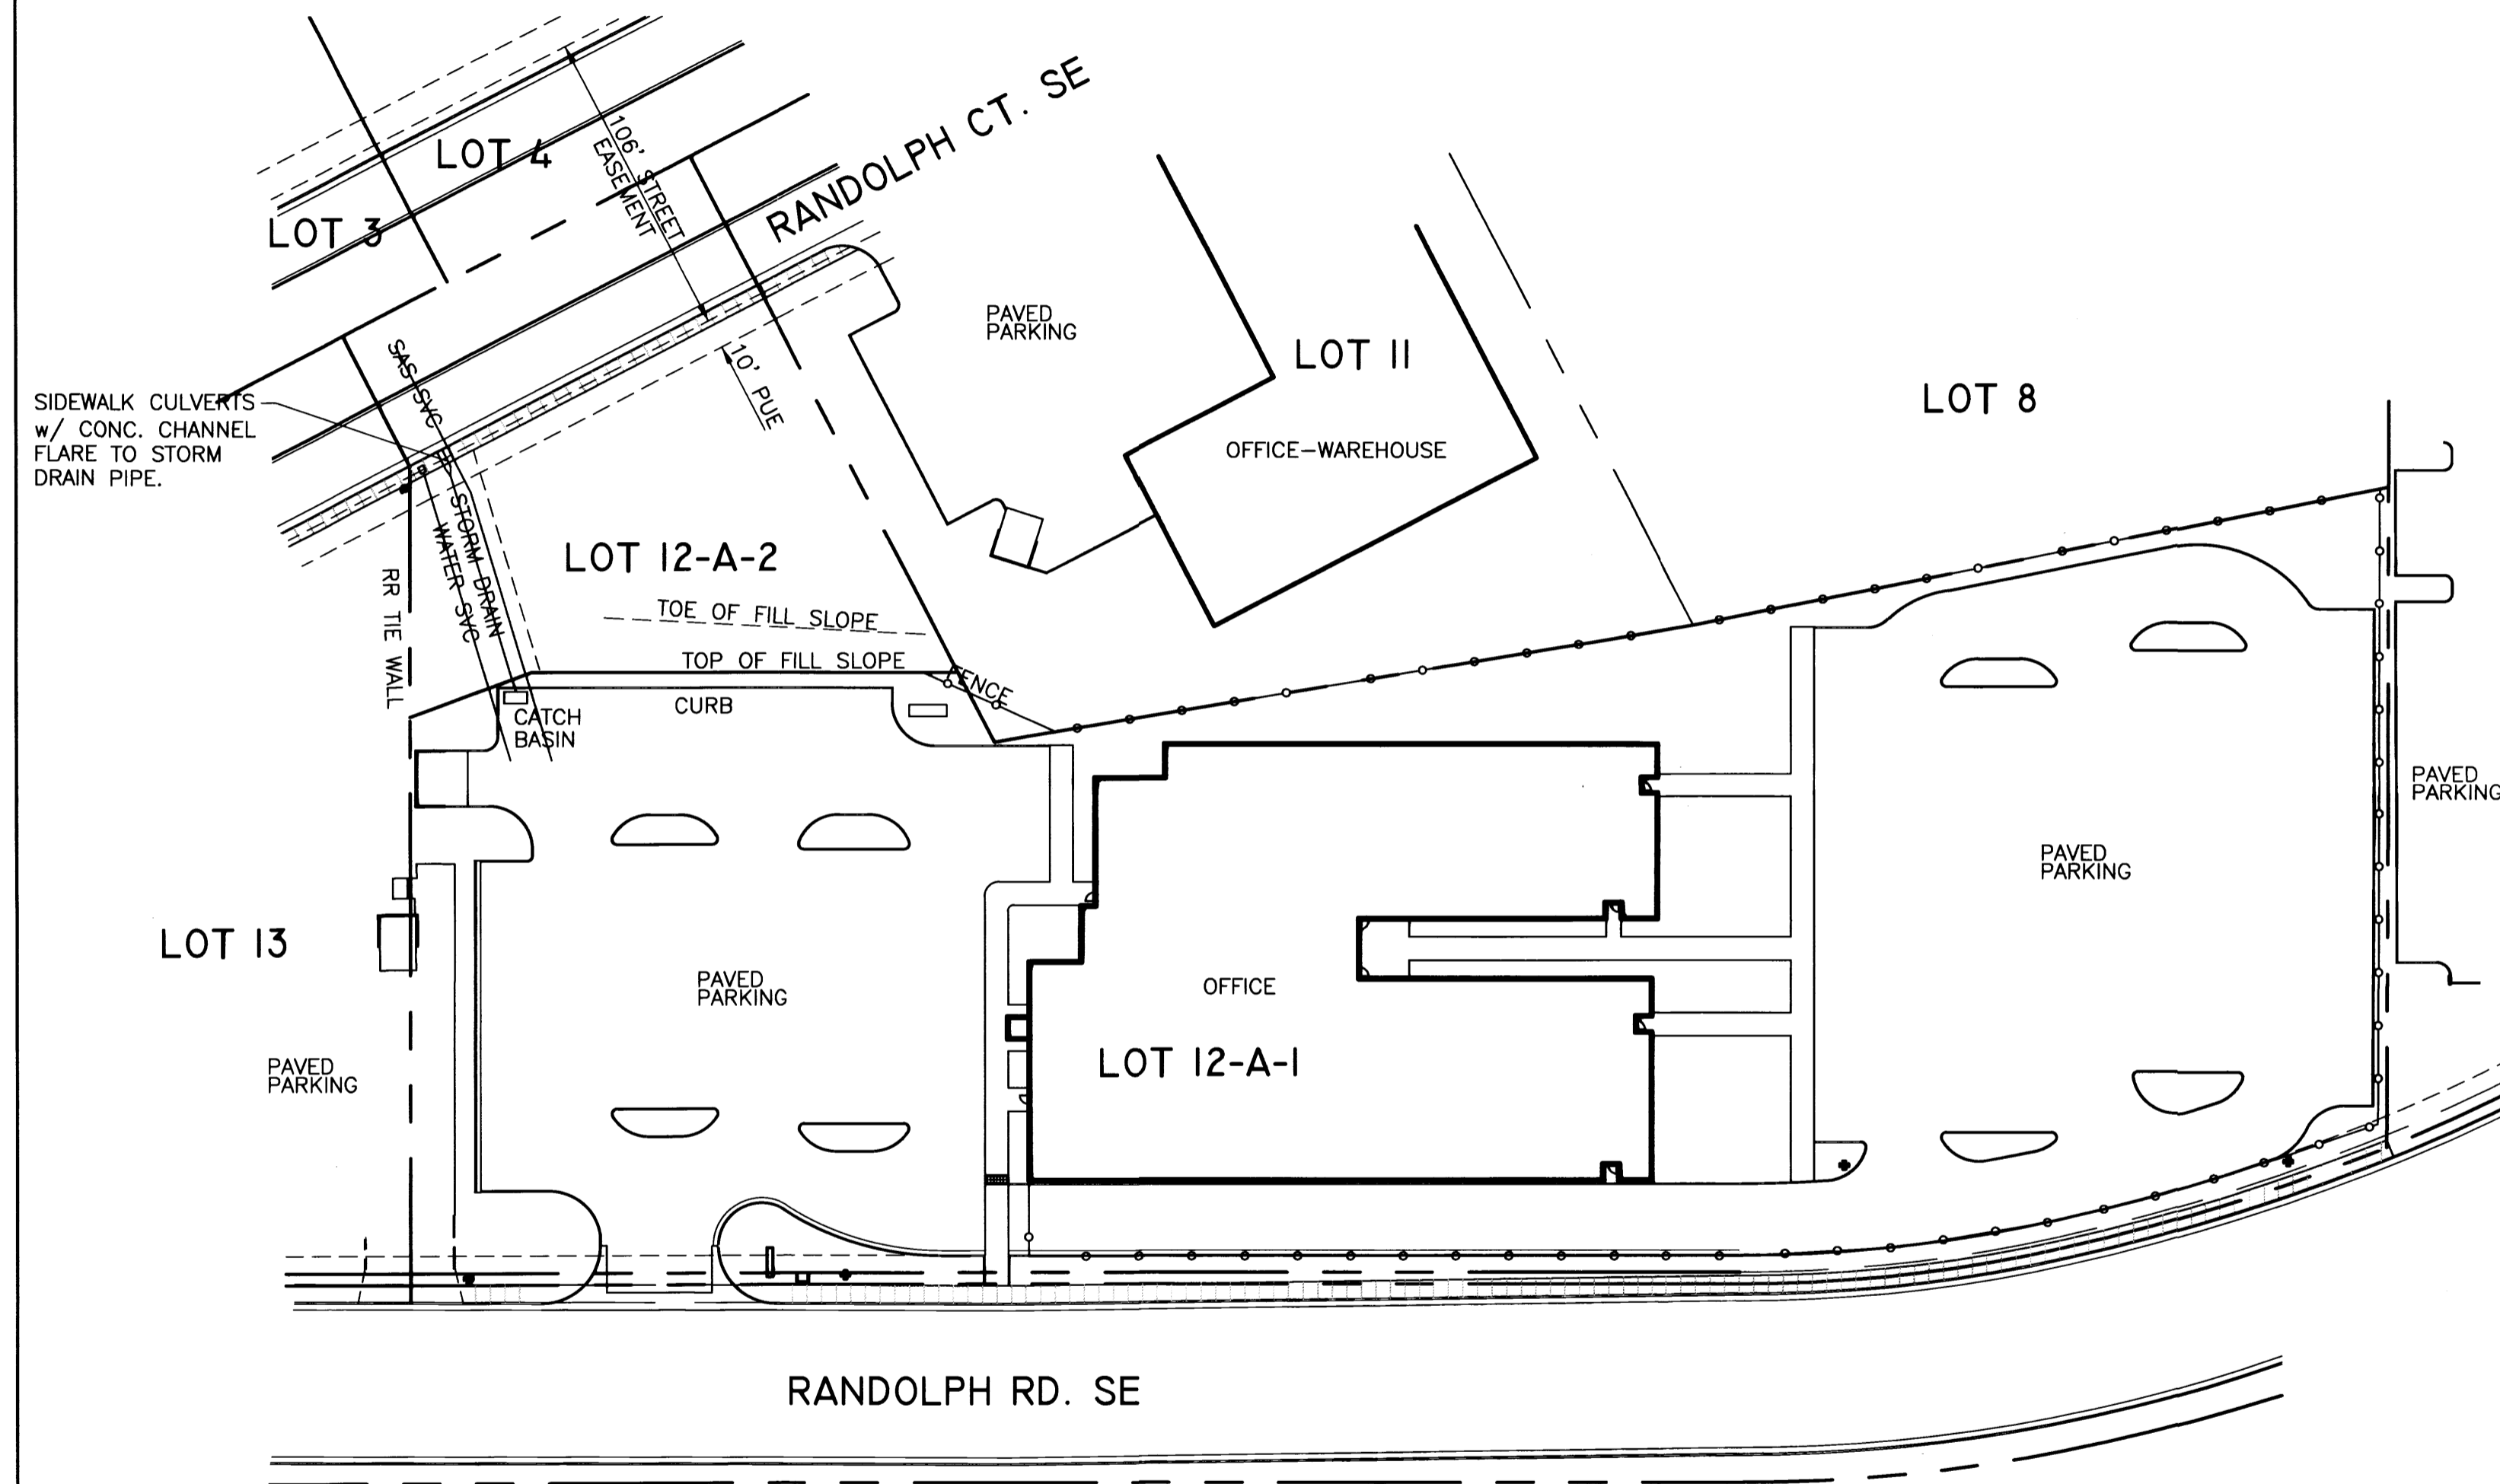 RANDOLPH CT. SE
LOT 4
106' STREET
EASEMENT
LOT 3
PAVED
PARKING
LOT 11
LOT 8
10' PUE
SAS SVC
SIDEWALK CULVERTS
w/ CONC. CHANNEL
FLARE TO STORM
DRAIN PIPE.
OFFICE-WAREHOUSE
STORM DRAIN
WATER SVC
LOT 12-A-2
RR TIE WALL
TOE OF FILL SLOPE
TOP OF FILL SLOPE
FENCE
CURB
CATCH
BASIN
PAVED
PARKING
PAVED
PARKING
LOT 13
PAVED
PARKING
OFFICE
LOT 12-A-1
PAVED
PARKING
RANDOLPH RD. SE